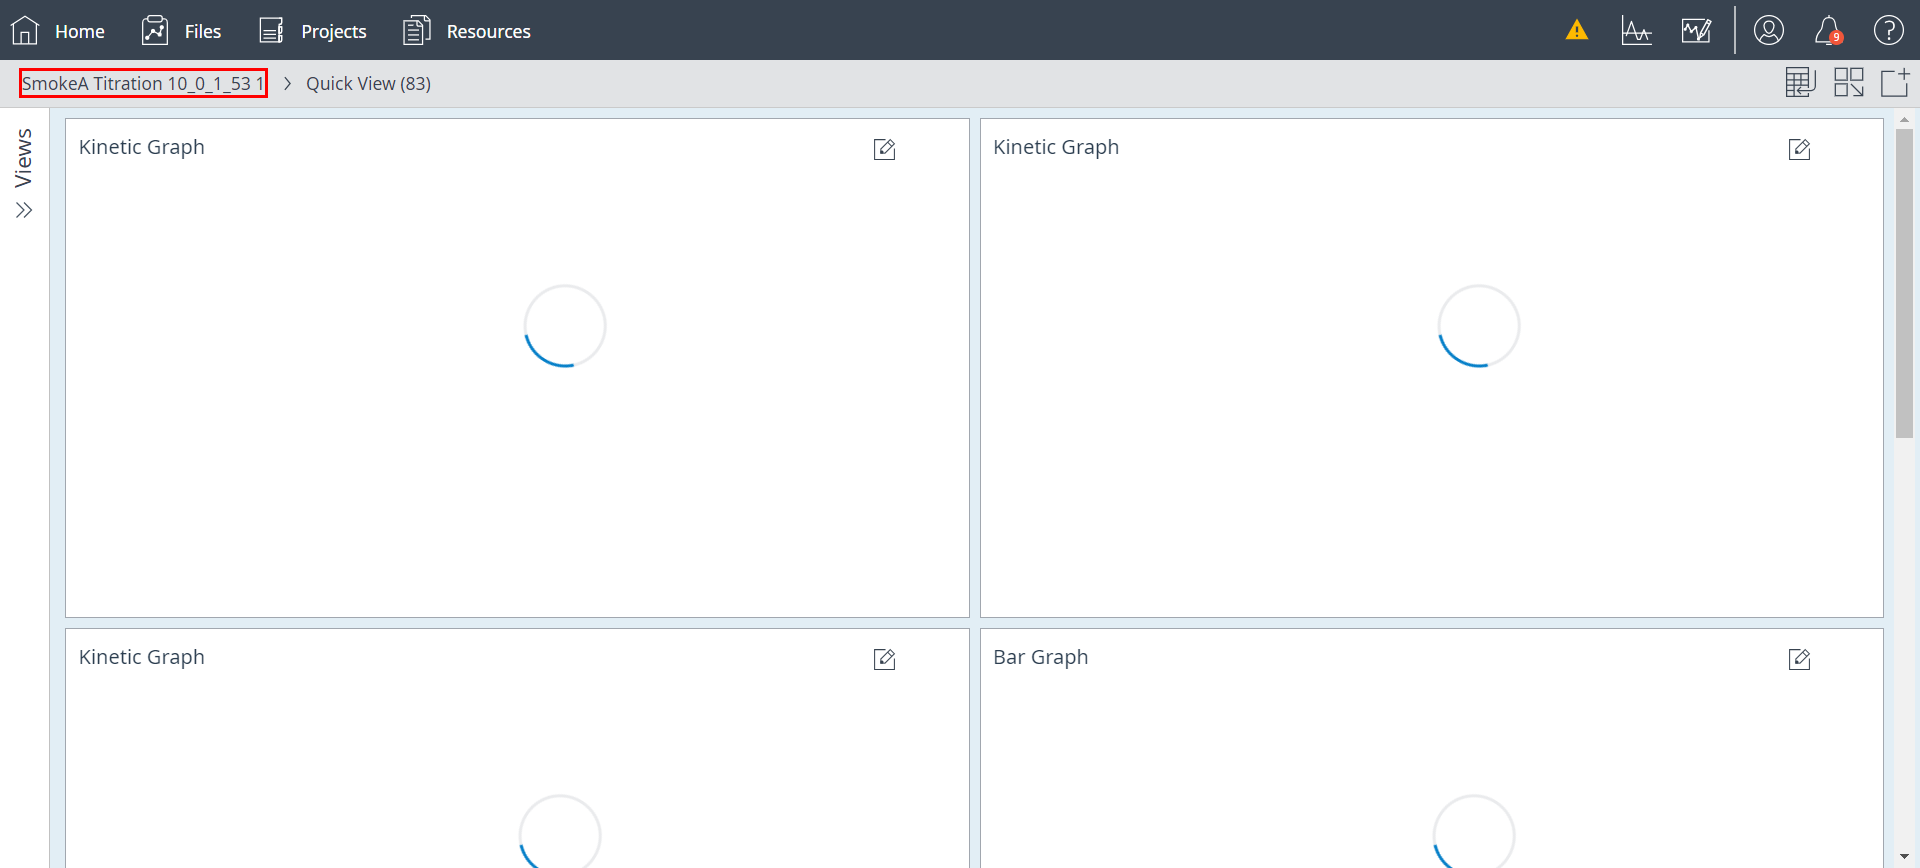 Home Files Projects Resources 9
SmokeA Titration 10_0_1_53 1 > Quick View (83)
Views
Kinetic Graph
Kinetic Graph
Kinetic Graph
Bar Graph